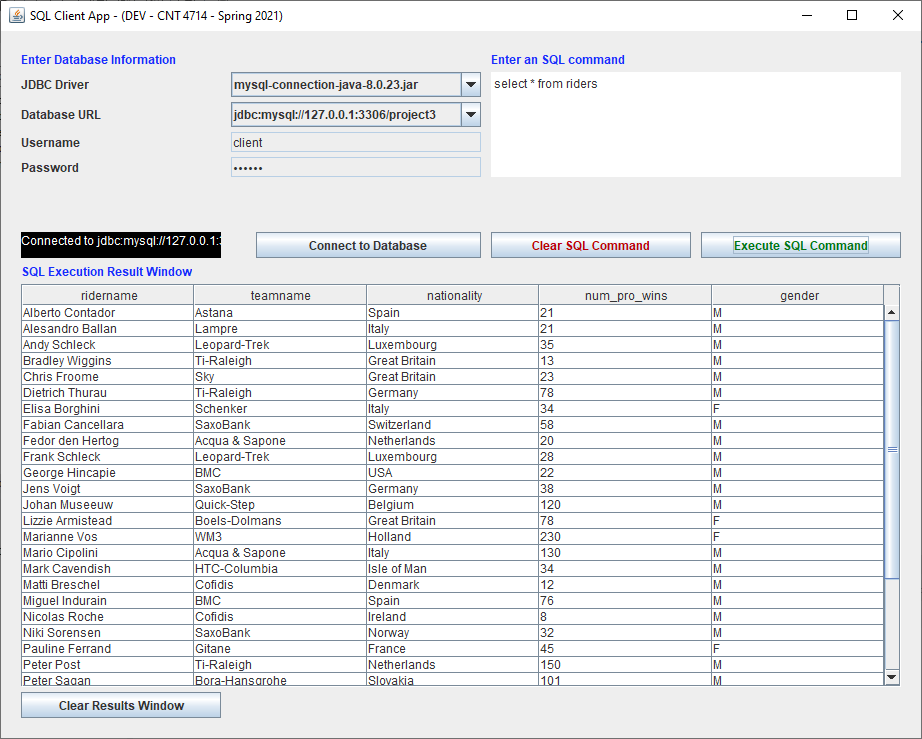 SQL Client App - (DEV - CNT 4714 - Spring 2021)
Enter Database Information
Enter an SQL command
JDBC Driver
mysql-connection-java-8.0.23.jar
select * from riders
Database URL
jdbc:mysql://127.0.0.1:3306/project3
Username
client
Password
••••••
Connected to jdbc:mysql://127.0.0.1:
Connect to Database
Clear SQL Command
Execute SQL Command
SQL Execution Result Window
ridername teamname nationality num_pro_wins gender
Alberto Contador Astana Spain 21 M
Alesandro Ballan Lampre Italy 21 M
Andy Schleck Leopard-Trek Luxembourg 35 M
Bradley Wiggins Ti-Raleigh Great Britain 13 M
Chris Froome Sky Great Britain 23 M
Dietrich Thurau Ti-Raleigh Germany 78 M
Elisa Borghini Schenker Italy 34 F
Fabian Cancellara SaxoBank Switzerland 58 M
Fedor den Hertog Acqua & Sapone Netherlands 20 M
Frank Schleck Leopard-Trek Luxembourg 28 M
George Hincapie BMC USA 22 M
Jens Voigt SaxoBank Germany 38 M
Johan Museeuw Quick-Step Belgium 120 M
Lizzie Armistead Boels-Dolmans Great Britain 78 F
Marianne Vos WM3 Holland 230 F
Mario Cipolini Acqua & Sapone Italy 130 M
Mark Cavendish HTC-Columbia Isle of Man 34 M
Matti Breschel Cofidis Denmark 12 M
Miguel Indurain BMC Spain 76 M
Nicolas Roche Cofidis Ireland 8 M
Niki Sorensen SaxoBank Norway 32 M
Pauline Ferrand Gitane France 45 F
Peter Post Ti-Raleigh Netherlands 150 M
Peter Sagan Bora-Hansgrohe Slovakia 101 M
Clear Results Window